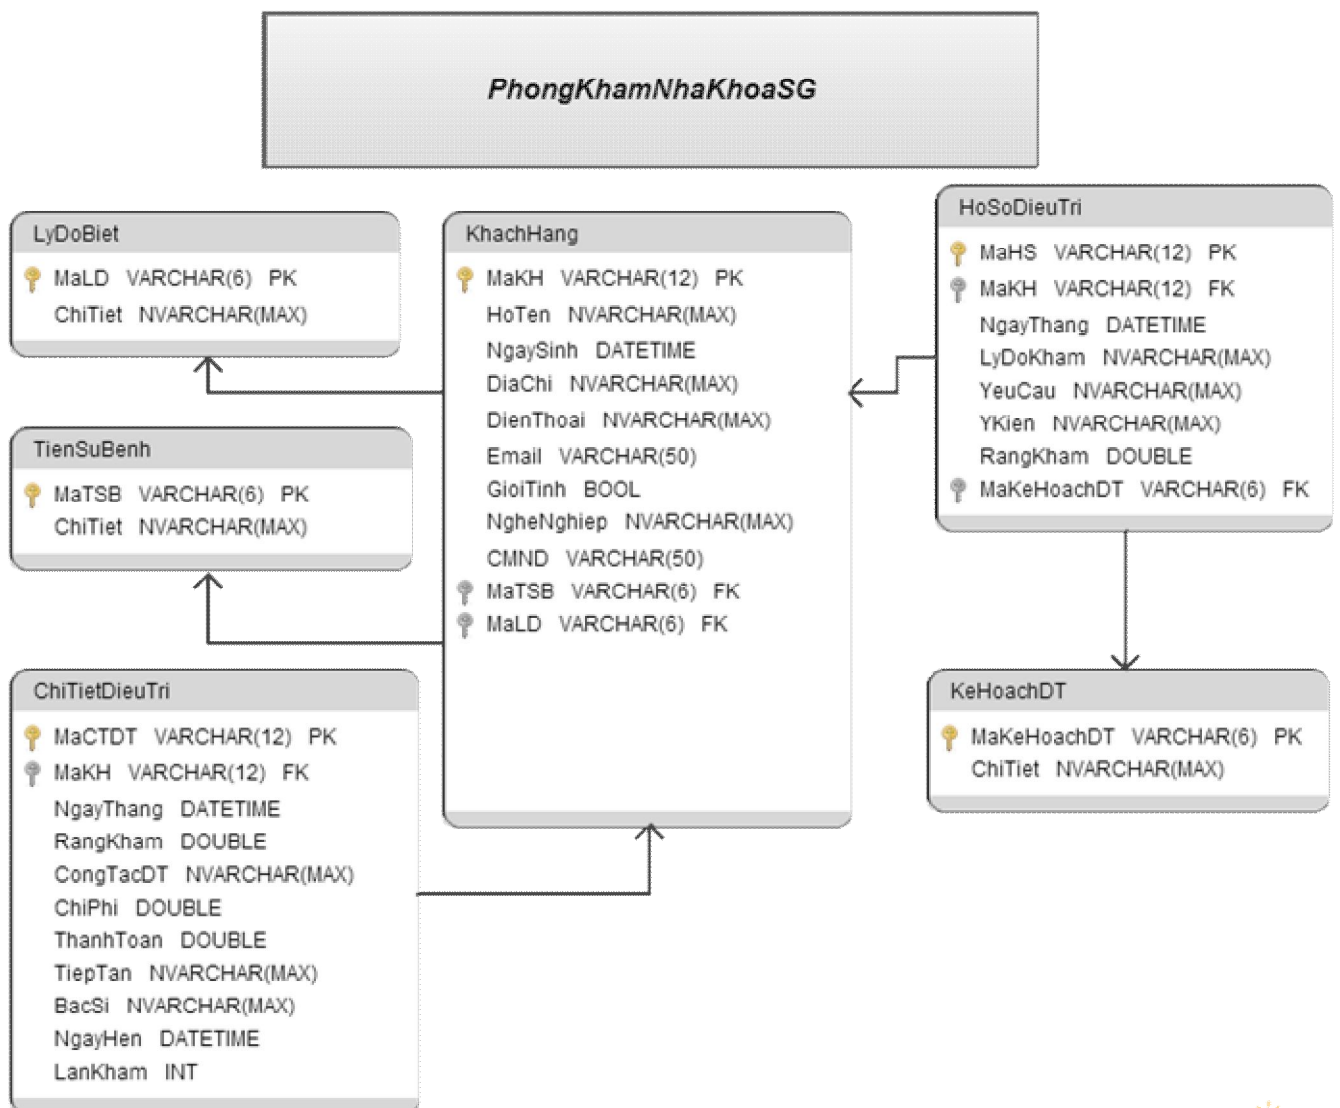 PhongKhamNhaKhoaSG
LyDoBiet
MaLD VARCHAR(6) PK
ChiTiet NVARCHAR(MAX)
TienSuBenh
MaTSB VARCHAR(6) PK
ChiTiet NVARCHAR(MAX)
ChiTietDieuTri
MaCTDT VARCHAR(12) PK
MaKH VARCHAR(12) FK
NgayThang DATETIME
RangKham DOUBLE
CongTacDT NVARCHAR(MAX)
ChiPhi DOUBLE
ThanhToan DOUBLE
TiepTan NVARCHAR(MAX)
BacSi NVARCHAR(MAX)
NgayHen DATETIME
LanKham INT
KhachHang
MaKH VARCHAR(12) PK
HoTen NVARCHAR(MAX)
NgaySinh DATETIME
DiaChi NVARCHAR(MAX)
DienThoai NVARCHAR(MAX)
Email VARCHAR(50)
GioiTinh BOOL
NgheNghiep NVARCHAR(MAX)
CMND VARCHAR(50)
MaTSB VARCHAR(6) FK
MaLD VARCHAR(6) FK
HoSoDieuTri
MaHS VARCHAR(12) PK
MaKH VARCHAR(12) FK
NgayThang DATETIME
LyDoKham NVARCHAR(MAX)
YeuCau NVARCHAR(MAX)
YKien NVARCHAR(MAX)
RangKham DOUBLE
MaKeHoachDT VARCHAR(6) FK
KeHoachDT
MaKeHoachDT VARCHAR(6) PK
ChiTiet NVARCHAR(MAX)